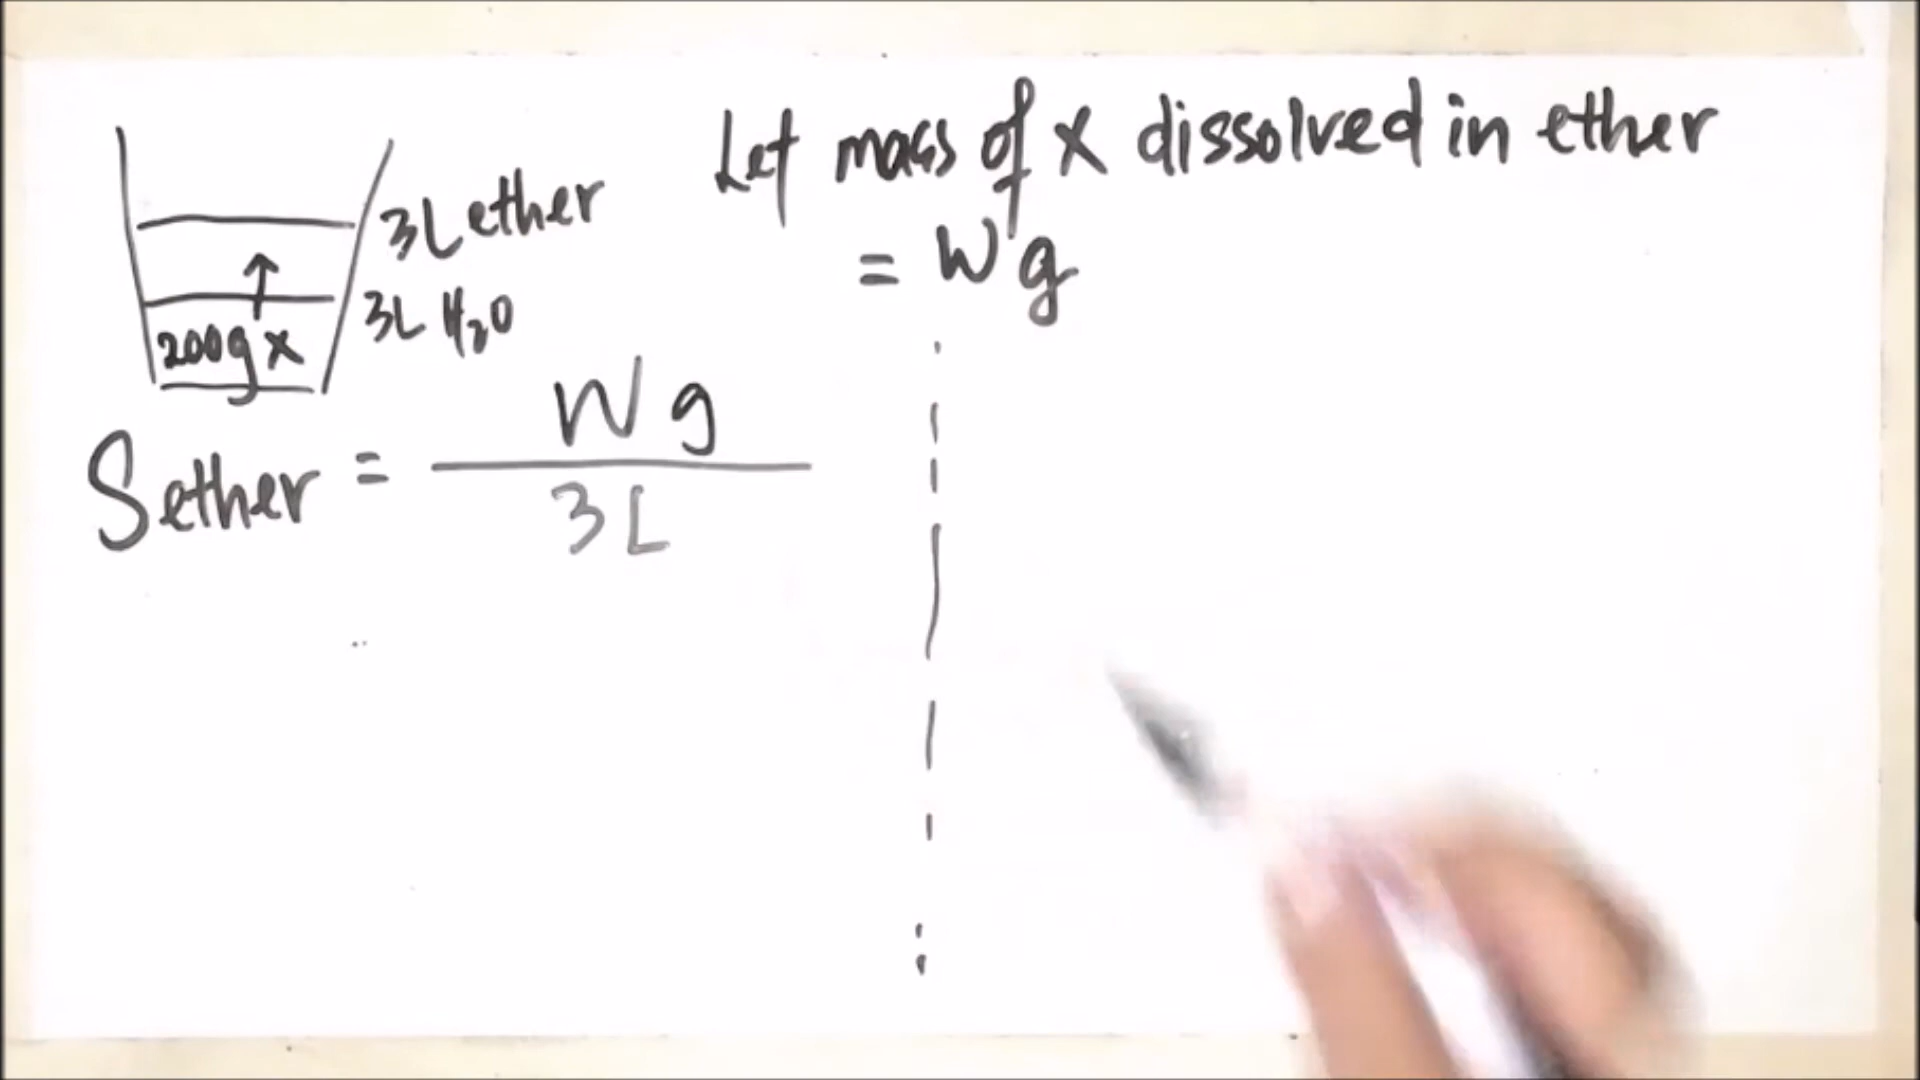 Let mass of X dissolved in ether
= W g
3L ether
3L H₂O
200g X
Sether = W g / 3L